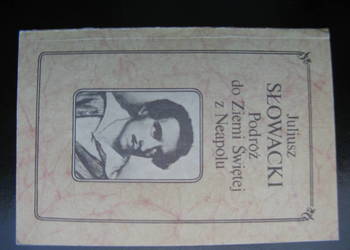 Juliusz
SŁOWACKI
Podróż
do Ziemi Świętej
z Neapolu